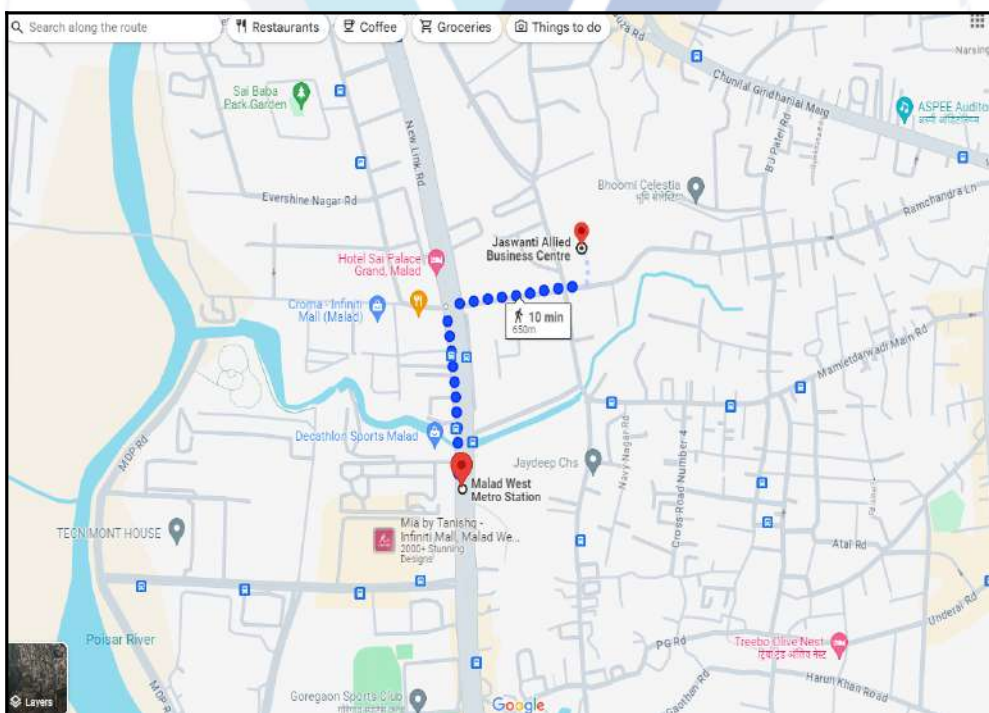 Search along the route
Restaurants
Coffee
Groceries
Things to do
Narsing
Sai Baba
Park Garden
New Link Rd
Chunilal Girdharilal Marg
ASPEE Audito
BJ Patel Rd
Evershine Nagar Rd
Bhoomi Celestia
Ramchandra Ln
Jaswanti Allied
Business Centre
Hotel Sai Palace
Grand, Malad
Croma - Infiniti
Mall (Malad)
10 min
650m
Mamletdarwadi Main Rd
Decathlon Sports Malad
MDP Rd
Jaydeep Chs
Navy Nagar Rd
Cross Road Number 4
Malad West
Metro Station
TECNIMONT HOUSE
Mia by Tanishq -
Infiniti Mall, Malad We...
2000+ Stunning
Designs
Atal Rd
Underai Rd
Poisar River
PG Rd
Treebo Olive Nest
Harun Khan Road
Gaothan Rd
MDP Rd
Layers
Goregaon Sports Club
Google